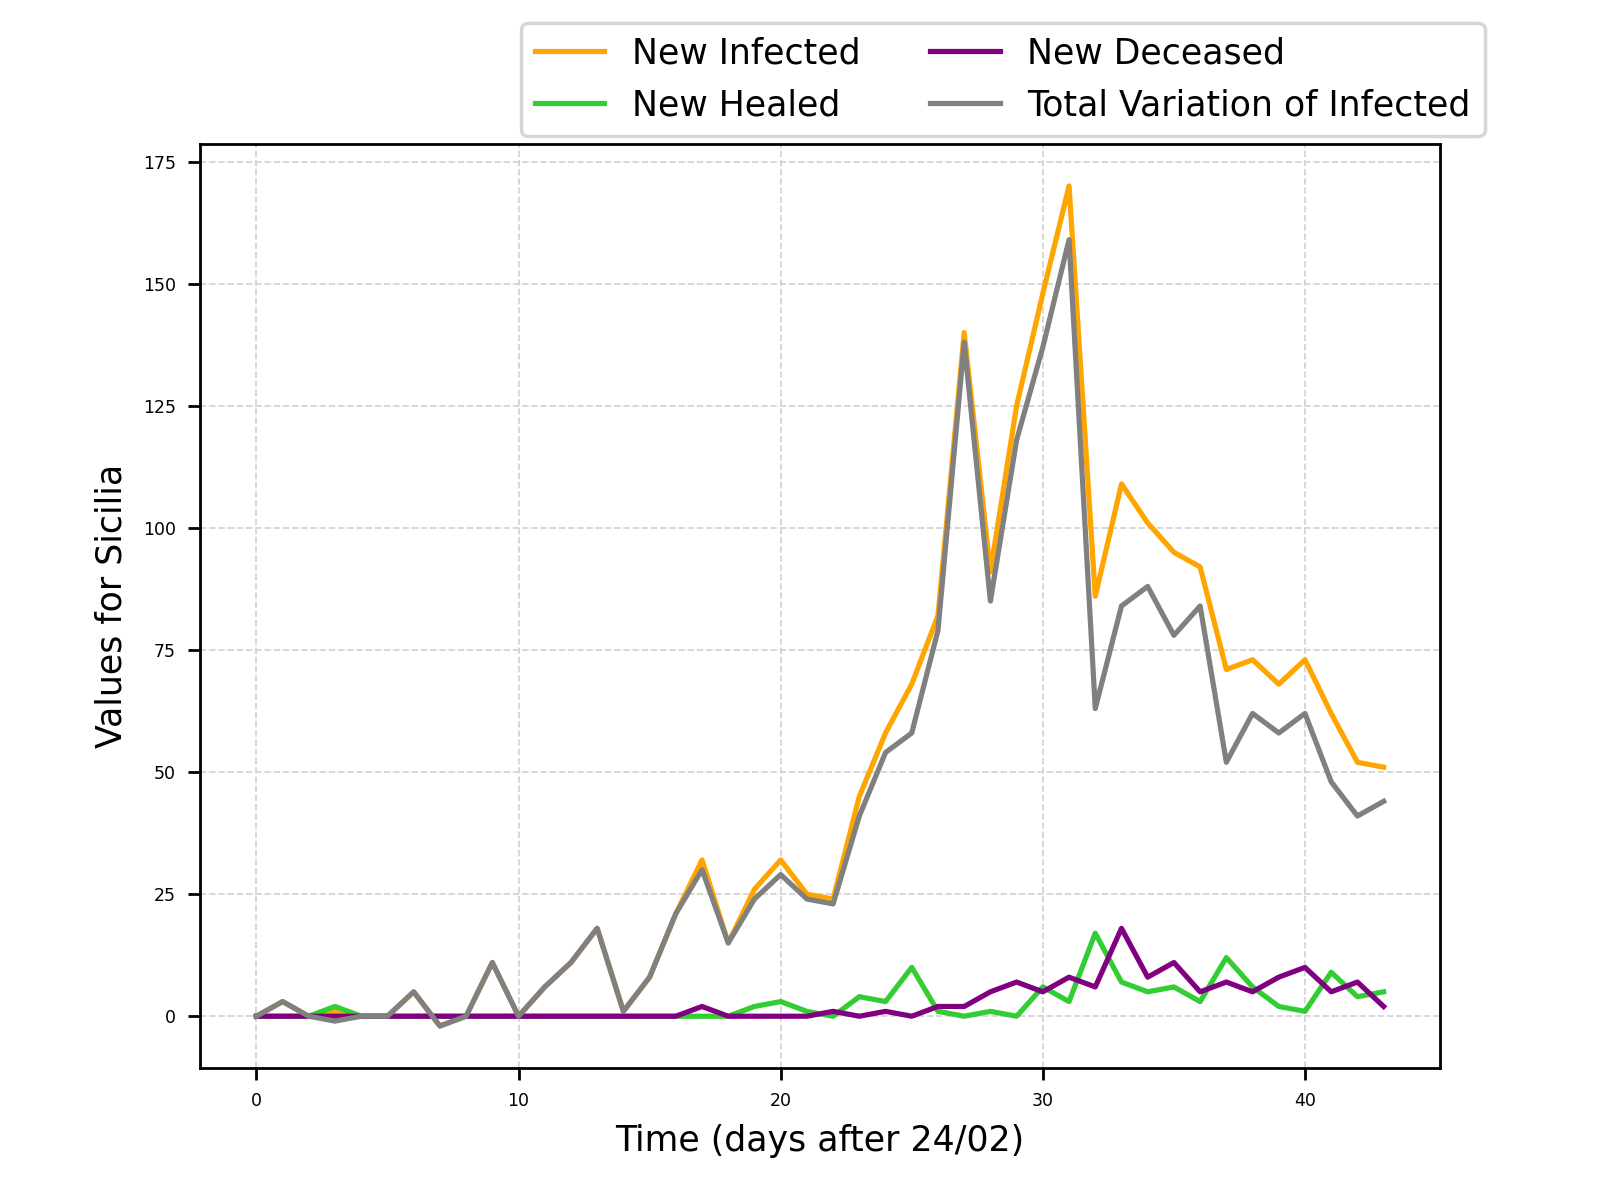 New Infected
New Healed
New Deceased
Total Variation of Infected
175
150
125
100
75
50
25
0
Values for Sicilia
0 10 20 30 40
Time (days after 24/02)